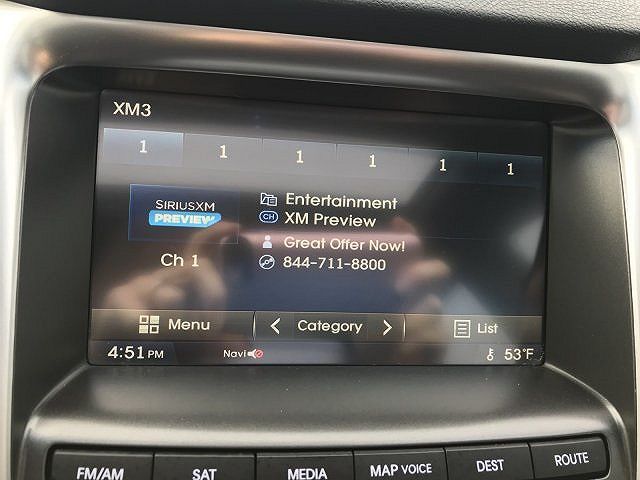 XM3
1 1 1 1 1 1
SIRIUSXM
PREVIEW
Ch 1
Entertainment
CH XM Preview
Great Offer Now!
844-711-8800
Menu < Category > List
4:51 PM Navi 53°F
FM/AM SAT MEDIA MAP VOICE DEST ROUTE